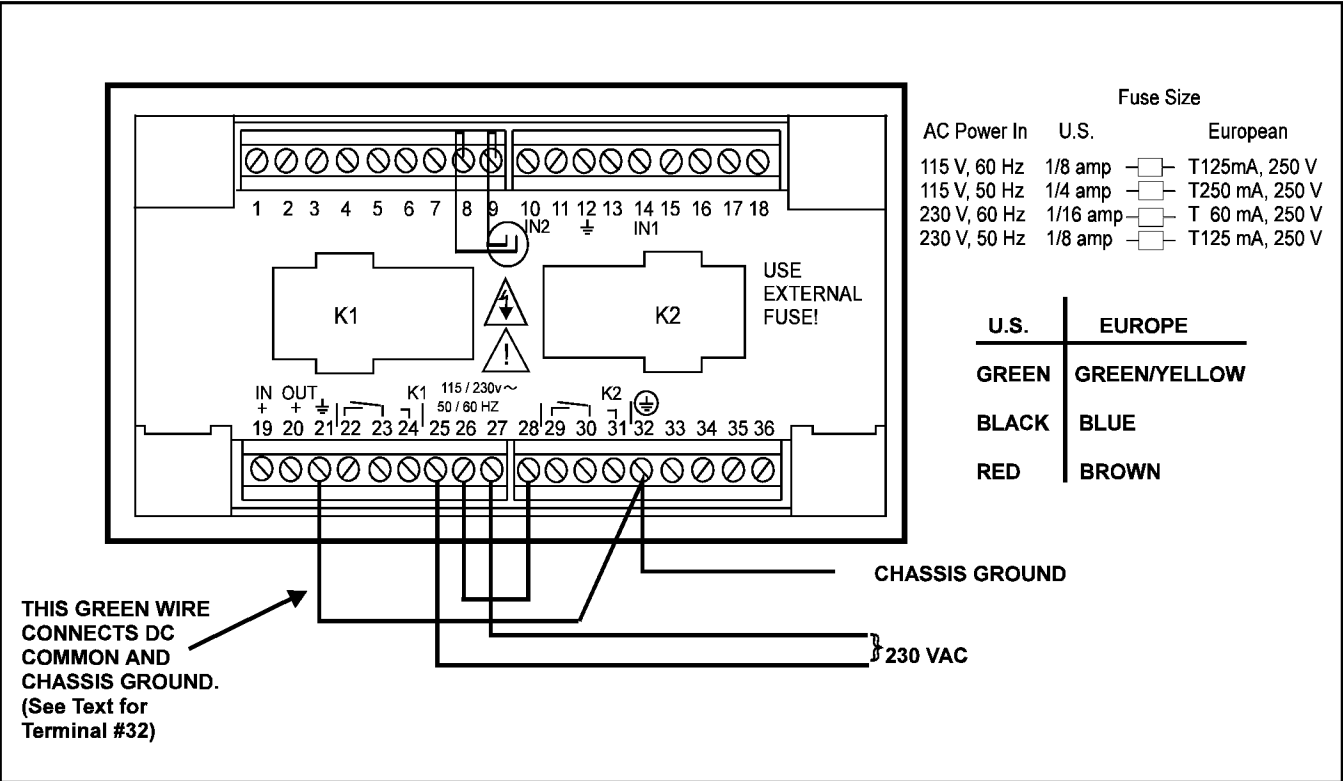 Fuse Size
AC Power In U.S. European
115 V, 60 Hz 1/8 amp T125mA, 250 V
115 V, 50 Hz 1/4 amp T250 mA, 250 V
230 V, 60 Hz 1/16 amp T 60 mA, 250 V
230 V, 50 Hz 1/8 amp T125 mA, 250 V
1 2 3 4 5 6 7 8 9 10 11 12 13 14 15 16 17 18
IN2 IN1
USE
EXTERNAL
FUSE!
K1 K2
!
U.S. EUROPE
GREEN GREEN/YELLOW
BLACK BLUE
RED BROWN
IN OUT K1 115 / 230v~ K2
+ + 50 / 60 HZ
19 20 21 22 23 24 25 26 27 28 29 30 31 32 33 34 35 36
CHASSIS GROUND
230 VAC
THIS GREEN WIRE
CONNECTS DC
COMMON AND
CHASSIS GROUND.
(See Text for
Terminal #32)